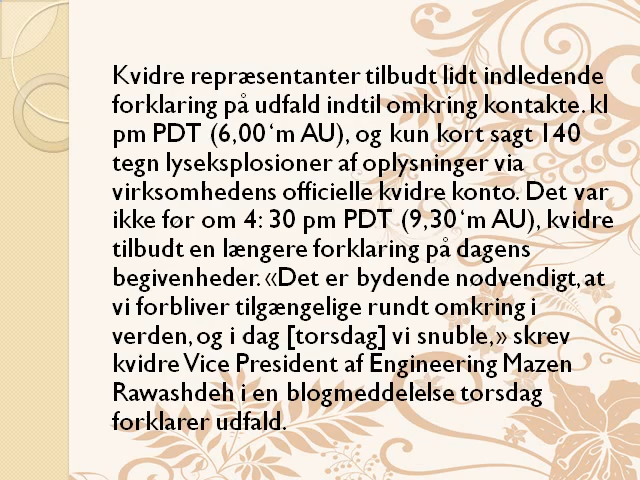 Kvidre repræsentanter tilbudt lidt indledende
forklaring på udfald indtil omkring kontakte. kl
pm PDT (6,00‘m AU), og kun kort sagt 140
tegn lyseksplosioner af oplysninger via
virksomhedens officielle kvidre konto. Det var
ikke før om 4: 30 pm PDT (9,30‘m AU), kvidre
tilbudt en længere forklaring på dagens
begivenheder. «Det er bydende nødvendigt, at
vi forbliver tilgængelige rundt omkring i
verden, og i dag [torsdag] vi snuble,» skrev
kvidre Vice President af Engineering Mazen
Rawashdeh i en blogmeddelelse torsdag
forklarer udfald.